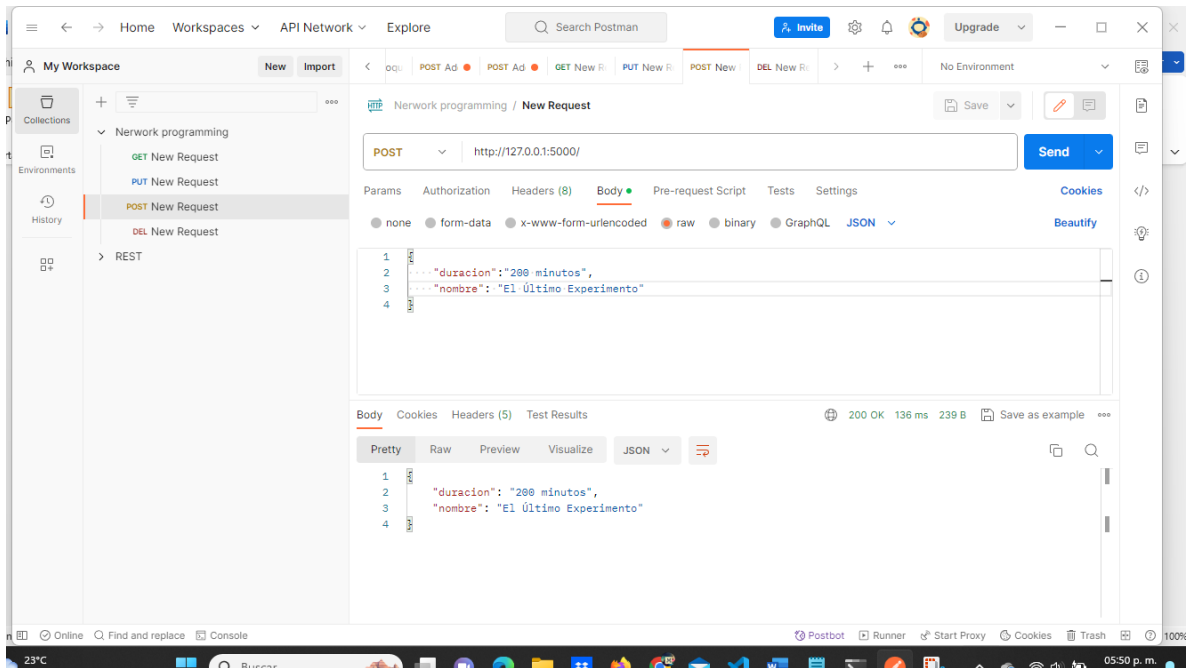 Home Workspaces API Network Explore Search Postman Invite Upgrade
My Workspace New Import POST Ad POST Ad GET New R PUT New R POST New DEL New Re No Environment
Collections
Environments
History
Nerwork programming
GET New Request
PUT New Request
POST New Request
DEL New Request
REST
HTTP Nerwork programming / New Request Save
POST http://127.0.0.1:5000/ Send
Params Authorization Headers (8) Body Pre-request Script Tests Settings Cookies
none form-data x-www-form-urlencoded raw binary GraphQL JSON Beautify
1 {
2 "duracion":"200 minutos",
3 "nombre": "El Último Experimento"
4 }
Body Cookies Headers (5) Test Results 200 OK 136 ms 239 B Save as example
Pretty Raw Preview Visualize JSON
1 {
2 "duracion": "200 minutos",
3 "nombre": "El Último Experimento"
4 }
Online Find and replace Console Postbot Runner Start Proxy Cookies Trash 100%
23°C Buscar 05:50 p. m.